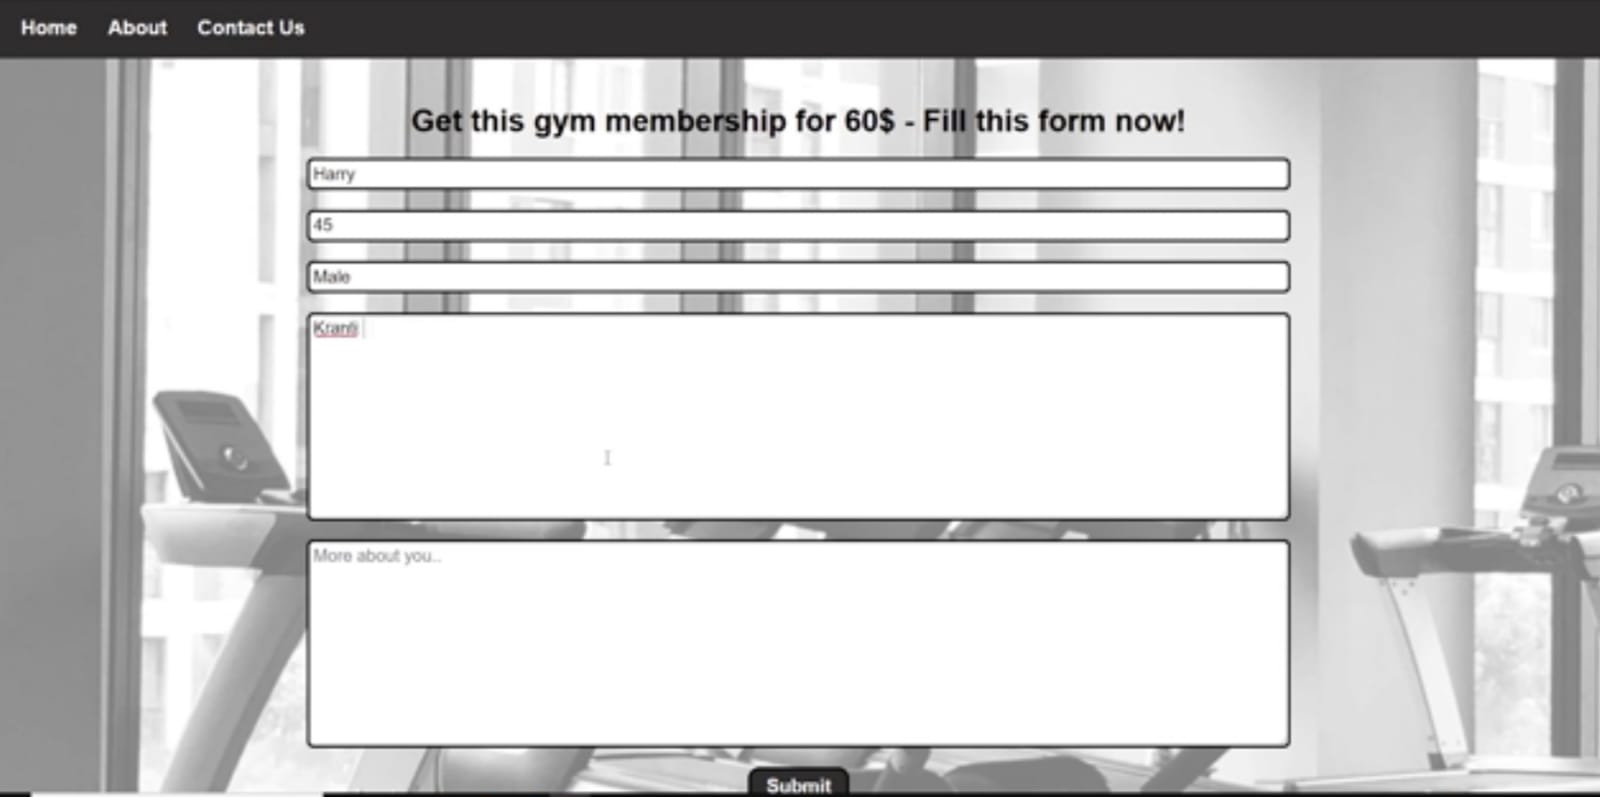 Home About Contact Us
Get this gym membership for 60$ - Fill this form now!
Harry
45
Male
Kranti
More about you..
Submit